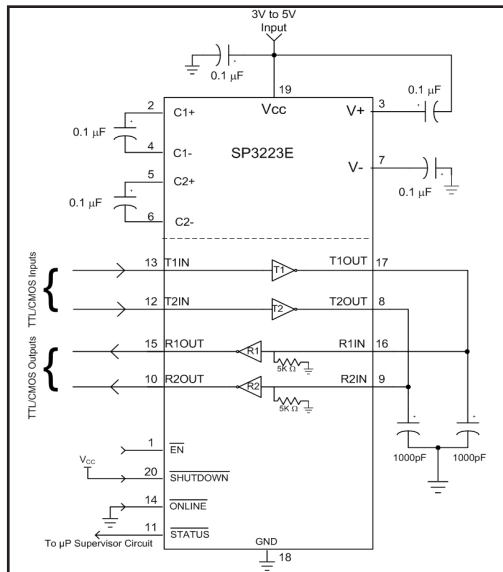 3V to 5V
Input
0.1 µF
19
Vcc
0.1 µF
2
C1+
V+
3
0.1 µF
4
C1-
SP3223E
5
C2+
V-
7
0.1 µF
6
C2-
0.1 µF
TTL/CMOS Inputs
13
T1IN
T1
T1OUT
17
12
T2IN
T2
T2OUT
8
TTL/CMOS Outputs
15
R1OUT
R1
R1IN
16
5K Ω
10
R2OUT
R2
R2IN
9
5K Ω
1000pF
1000pF
1
EN
Vcc
20
SHUTDOWN
14
ONLINE
11
STATUS
To µP Supervisor Circuit
GND
18